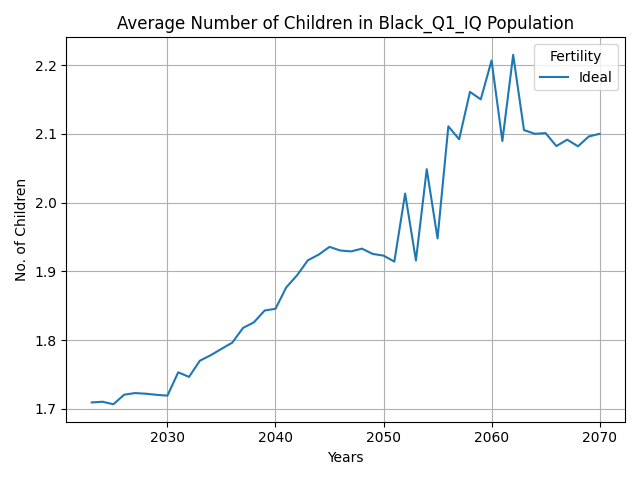 Average Number of Children in Black_Q1_IQ Population
Fertility
Ideal
No. of Children
2.2
2.1
2.0
1.9
1.8
1.7
2030 2040 2050 2060 2070
Years